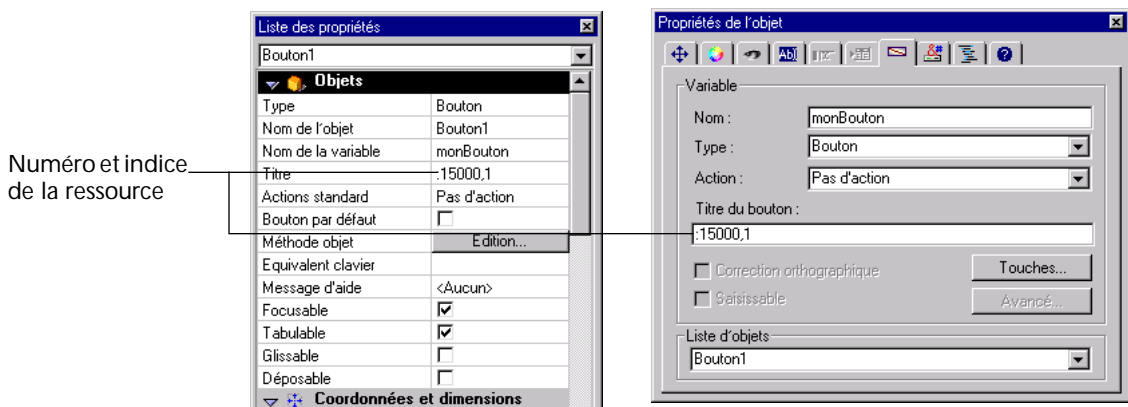 Numéro et indice
de la ressource
Liste des propriétés
Bouton1
Objets
Type Bouton
Nom de l'objet Bouton1
Nom de la variable monBouton
Titre :15000,1
Actions standard Pas d'action
Bouton par défaut
Méthode objet Edition...
Equivalent clavier
Message d'aide <Aucun>
Focusable
Tabulable
Glissable
Déposable
Coordonnées et dimensions
Propriétés de l'objet
Variable
Nom : monBouton
Type : Bouton
Action : Pas d'action
Titre du bouton :
:15000,1
Correction orthographique
Touches...
Saisissable
Avancé...
Liste d'objets
Bouton1